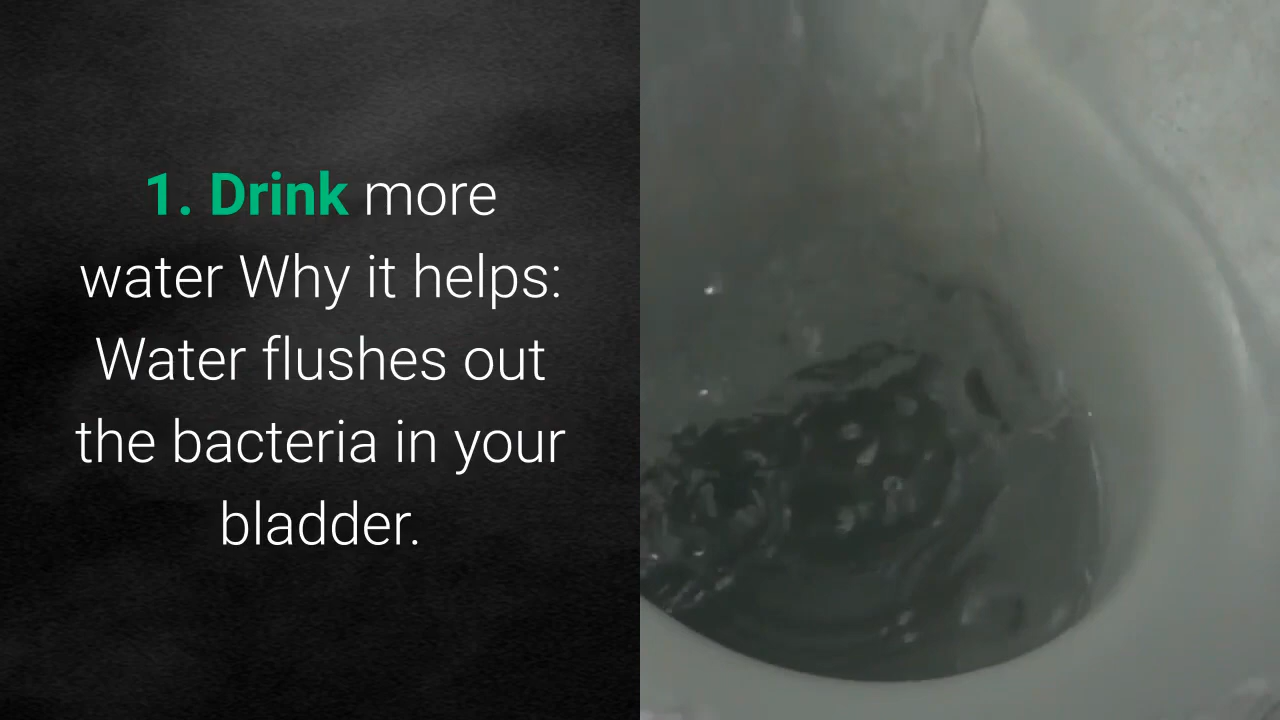 1. Drink more
water Why it helps:
Water flushes out
the bacteria in your
bladder.